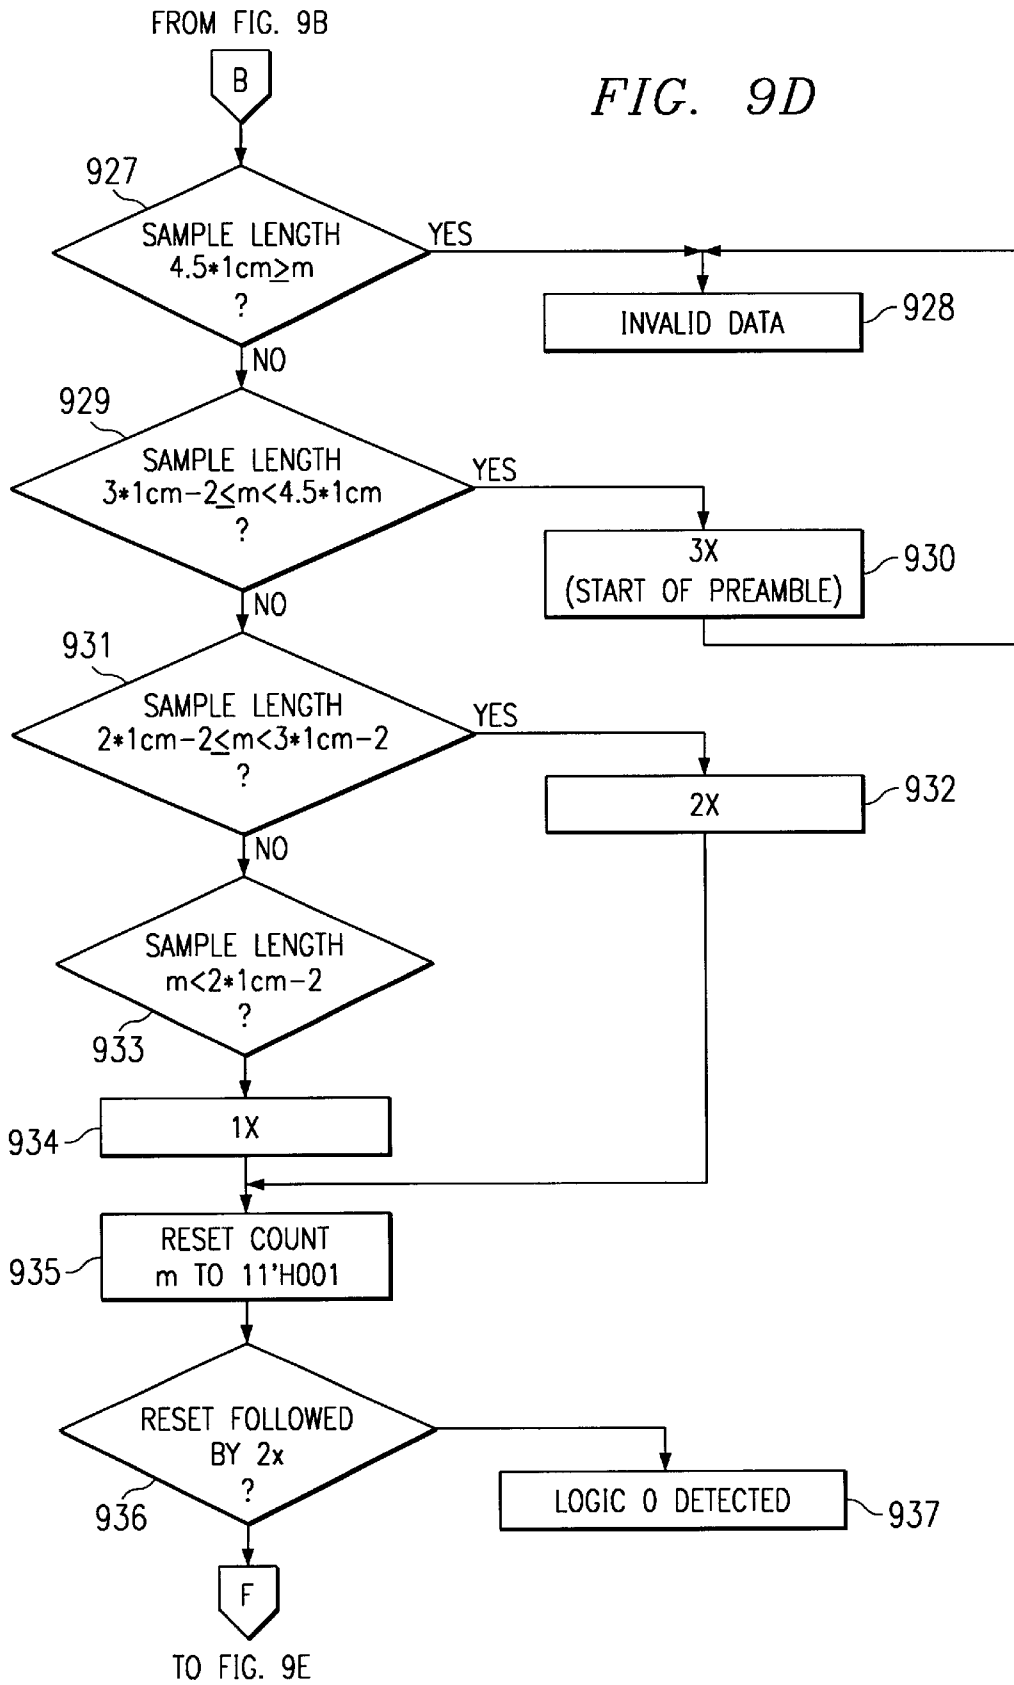 FROM FIG. 9B
B
FIG. 9D
927
SAMPLE LENGTH
4.5*1cm≥m
?
YES
NO
INVALID DATA
928
929
SAMPLE LENGTH
3*1cm-2≤m<4.5*1cm
?
YES
NO
3X
(START OF PREAMBLE)
930
931
SAMPLE LENGTH
2*1cm-2≤m<3*1cm-2
?
YES
NO
2X
932
SAMPLE LENGTH
m<2*1cm-2
?
933
1X
934
RESET COUNT
m TO 11'H001
935
RESET FOLLOWED
BY 2x
?
936
LOGIC 0 DETECTED
937
F
TO FIG. 9E